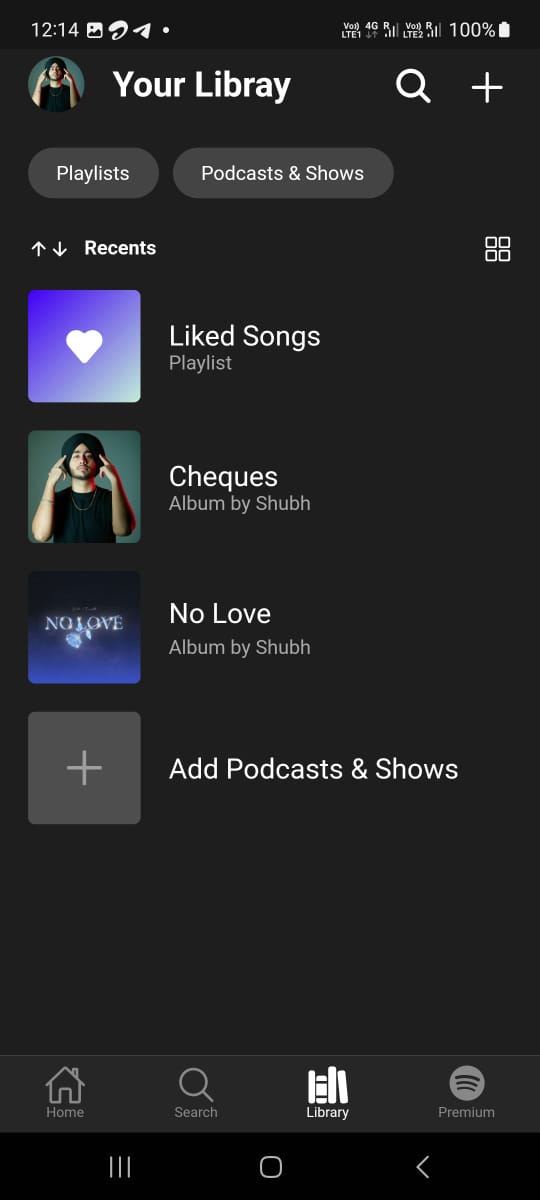 12:14
Vo)) 4G R Vo)) R 100%
LTE1 LTE2
Your Libray
Playlists
Podcasts & Shows
Recents
Liked Songs
Playlist
Cheques
Album by Shubh
NO LOVE
No Love
Album by Shubh
Add Podcasts & Shows
Home
Search
Library
Premium